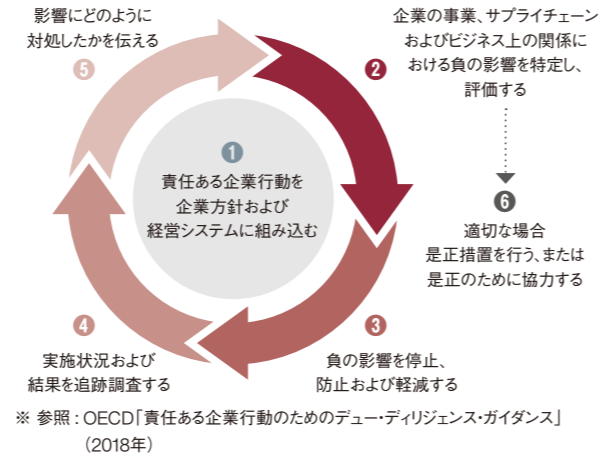 ❶
責任ある企業行動を
企業方針および
経営システムに組み込む
❷
企業の事業、サプライチェーン
およびビジネス上の関係に
おける負の影響を特定し、
評価する
❸
負の影響を停止、
防止および軽減する
❹
実施状況および
結果を追跡調査する
❺
影響にどのように
対処したかを伝える
❻
適切な場合
是正措置を行う、または
是正のために協力する
※ 参照 : OECD「責任ある企業行動のためのデュー・ディリジェンス・ガイダンス」
（2018年）